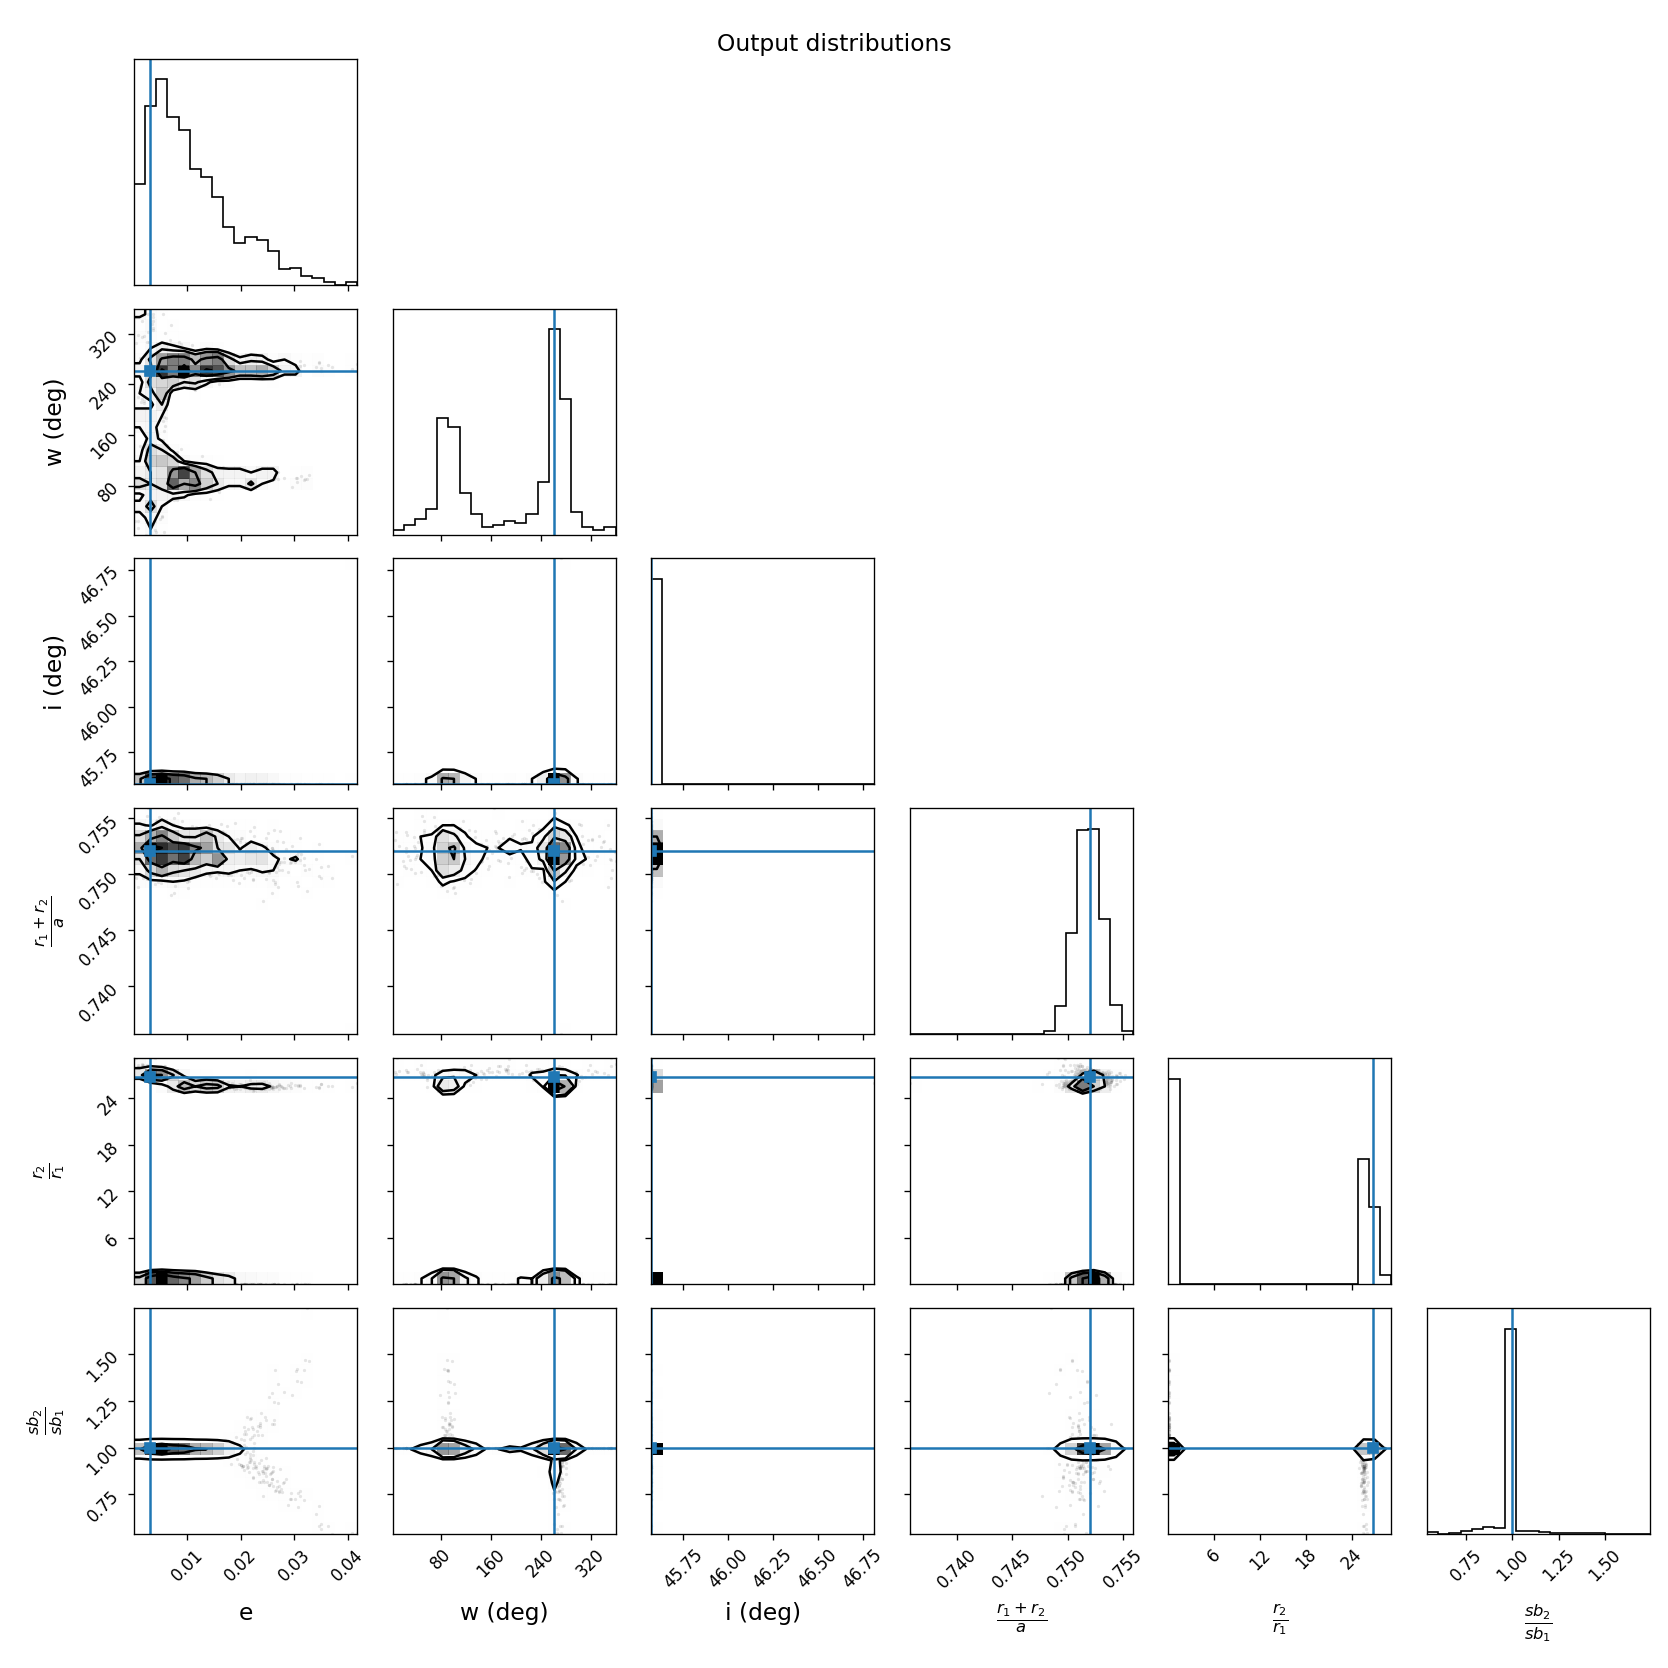 Output distributions
w (deg)
320
240
160
80
i (deg)
46.75
46.50
46.25
46.00
45.75
r₁ + r₂
a
0.755
0.750
0.745
0.740
r₂
r₁
24
18
12
6
sb₂
sb₁
1.50
1.25
1.00
0.75
0.01 0.02 0.03 0.04
80 160 240 320
45.75 46.00 46.25 46.50 46.75
0.740 0.745 0.750 0.755
6 12 18 24
0.75 1.00 1.25 1.50
e
w (deg)
i (deg)
r₁ + r₂
a
r₂
r₁
sb₂
sb₁